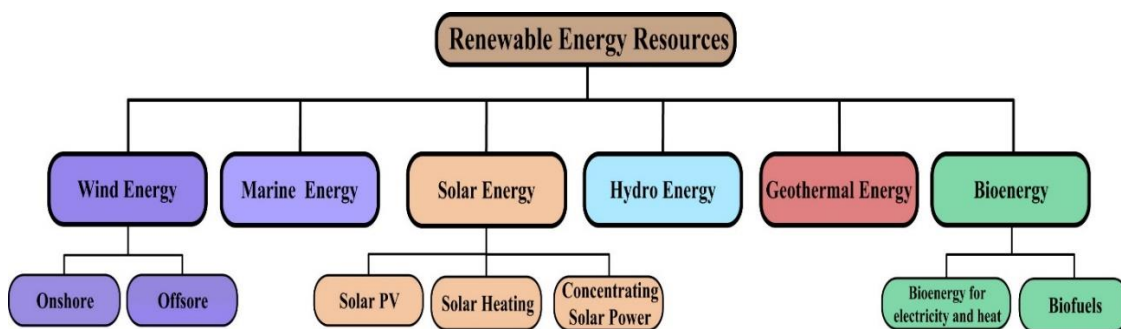 Renewable Energy Resources
Wind Energy
Marine Energy
Solar Energy
Hydro Energy
Geothermal Energy
Bioenergy
Onshore
Offsore
Solar PV
Solar Heating
Concentrating
Solar Power
Bioenergy for
electricity and heat
Biofuels